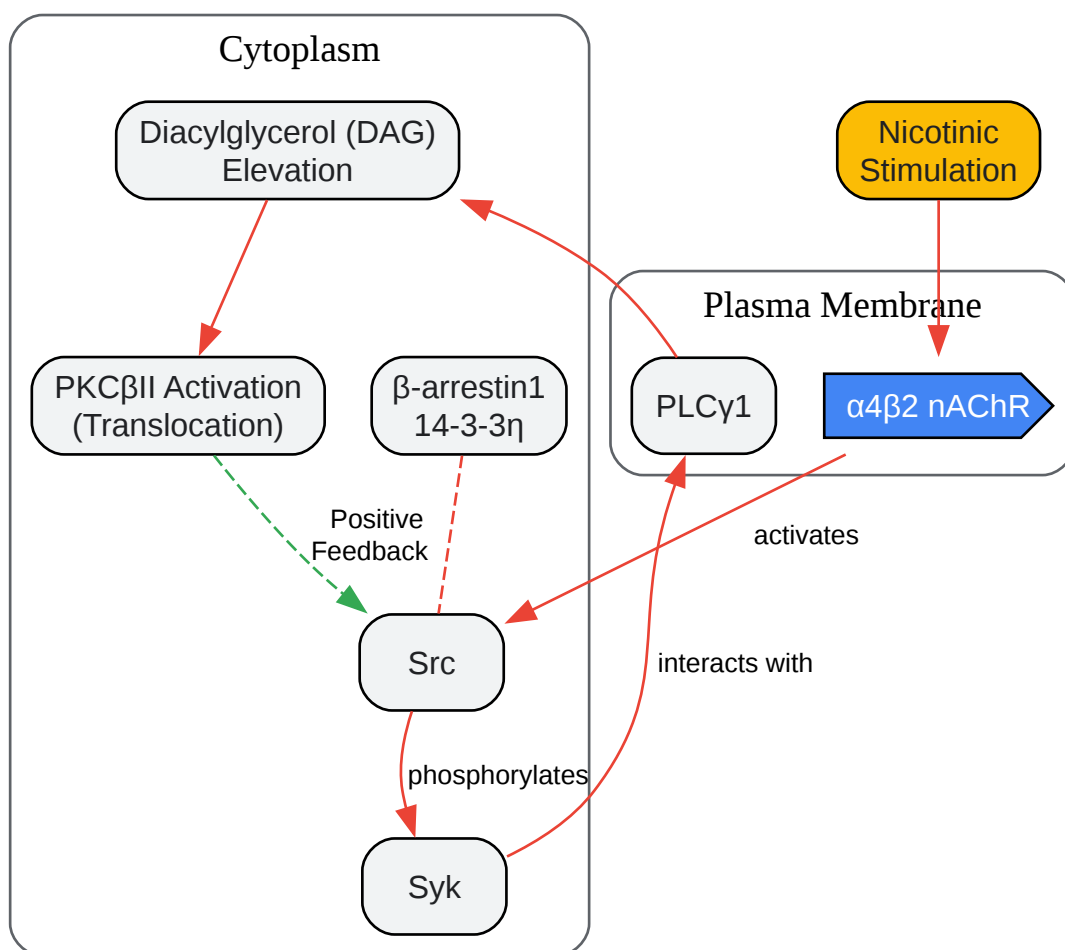 Cytoplasm
Diacylglycerol (DAG)
Elevation
Nicotinic
Stimulation
Plasma Membrane
PKCβII Activation
(Translocation)
β-arrestin1
14-3-3η
PLCγ1
α4β2 nAChR
Positive
Feedback
activates
Src
interacts with
phosphorylates
Syk